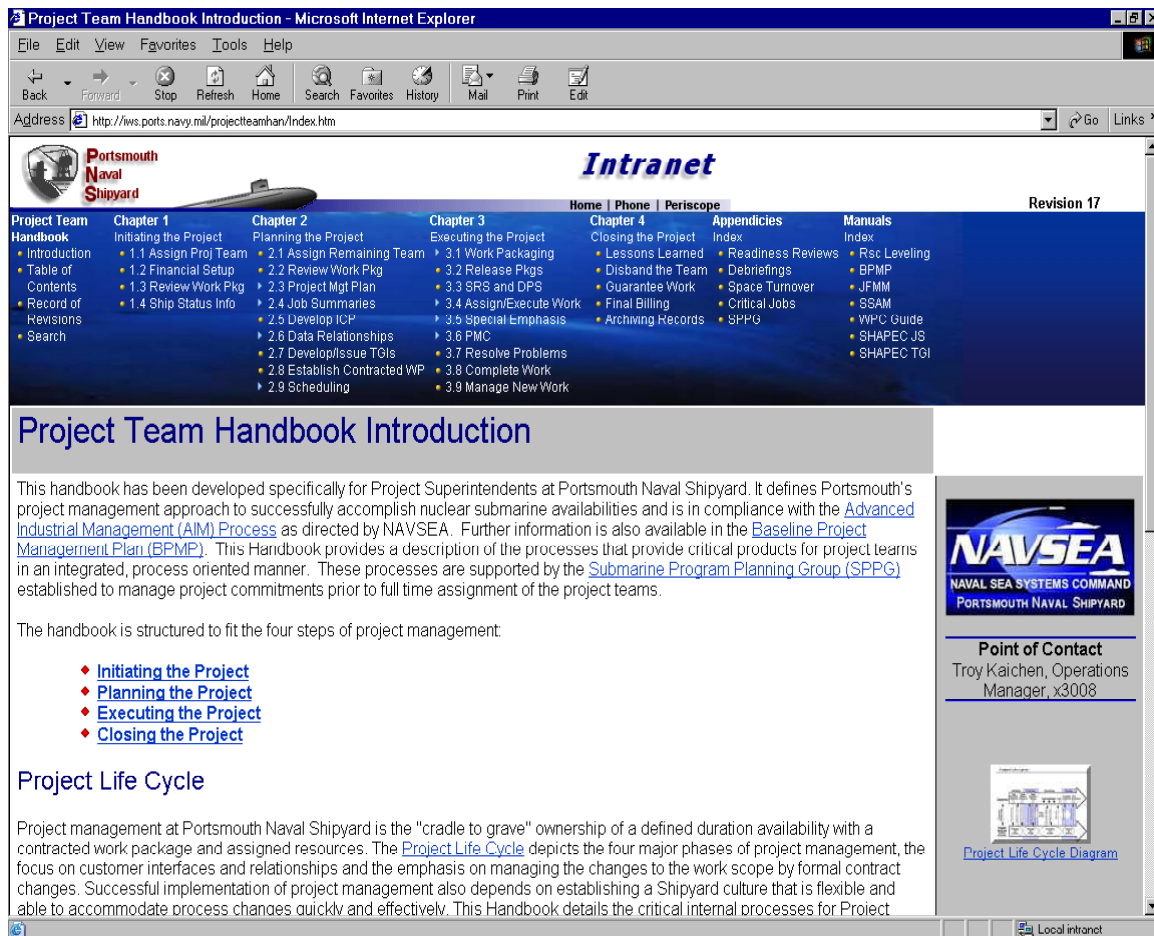 Project Team Handbook Introduction - Microsoft Internet Explorer
File Edit View Favorites Tools Help
Back Forward Stop Refresh Home Search Favorites History Mail Print Edit
Address http://iws.ports.navy.mil/projectteamhan/Index.htm Go Links
Portsmouth
Naval
Shipyard
Intranet
Home | Phone | Periscope
Revision 17
Project Team
Handbook
Introduction
Table of
Contents
Record of
Revisions
Search
Chapter 1
Initiating the Project
1.1 Assign Proj Team
1.2 Financial Setup
1.3 Review Work Pkg
1.4 Ship Status Info
Chapter 2
Planning the Project
2.1 Assign Remaining Team
2.2 Review Work Pkg
2.3 Project Mgt Plan
2.4 Job Summaries
2.5 Develop ICP
2.6 Data Relationships
2.7 Develop/Issue TGIs
2.8 Establish Contracted WP
2.9 Scheduling
Chapter 3
Executing the Project
3.1 Work Packaging
3.2 Release Pkgs
3.3 SRS and DPS
3.4 Assign/Execute Work
3.5 Special Emphasis
3.6 PMC
3.7 Resolve Problems
3.8 Complete Work
3.9 Manage New Work
Chapter 4
Closing the Project
Lessons Learned
Disband the Team
Guarantee Work
Final Billing
Archiving Records
Appendicies
Index
Readiness Reviews
Debriefings
Space Turnover
Critical Jobs
SPPG
Manuals
Index
Rsc Leveling
BPMP
JFMM
SSAM
WPC Guide
SHAPEC JS
SHAPEC TGI
Project Team Handbook Introduction
This handbook has been developed specifically for Project Superintendents at Portsmouth Naval Shipyard. It defines Portsmouth's
project management approach to successfully accomplish nuclear submarine availabilities and is in compliance with the Advanced
Industrial Management (AIM) Process as directed by NAVSEA. Further information is also available in the Baseline Project
Management Plan (BPMP). This Handbook provides a description of the processes that provide critical products for project teams
in an integrated, process oriented manner. These processes are supported by the Submarine Program Planning Group (SPPG)
established to manage project commitments prior to full time assignment of the project teams.
The handbook is structured to fit the four steps of project management:
Initiating the Project
Planning the Project
Executing the Project
Closing the Project
Project Life Cycle
Project management at Portsmouth Naval Shipyard is the "cradle to grave" ownership of a defined duration availability with a
contracted work package and assigned resources. The Project Life Cycle depicts the four major phases of project management, the
focus on customer interfaces and relationships and the emphasis on managing the changes to the work scope by formal contract
changes. Successful implementation of project management also depends on establishing a Shipyard culture that is flexible and
able to accommodate process changes quickly and effectively. This Handbook details the critical internal processes for Project
NAVSEA
NAVAL SEA SYSTEMS COMMAND
PORTSMOUTH NAVAL SHIPYARD
Point of Contact
Troy Kaichen, Operations
Manager, x3008
Project Life Cycle Diagram
Local intranet